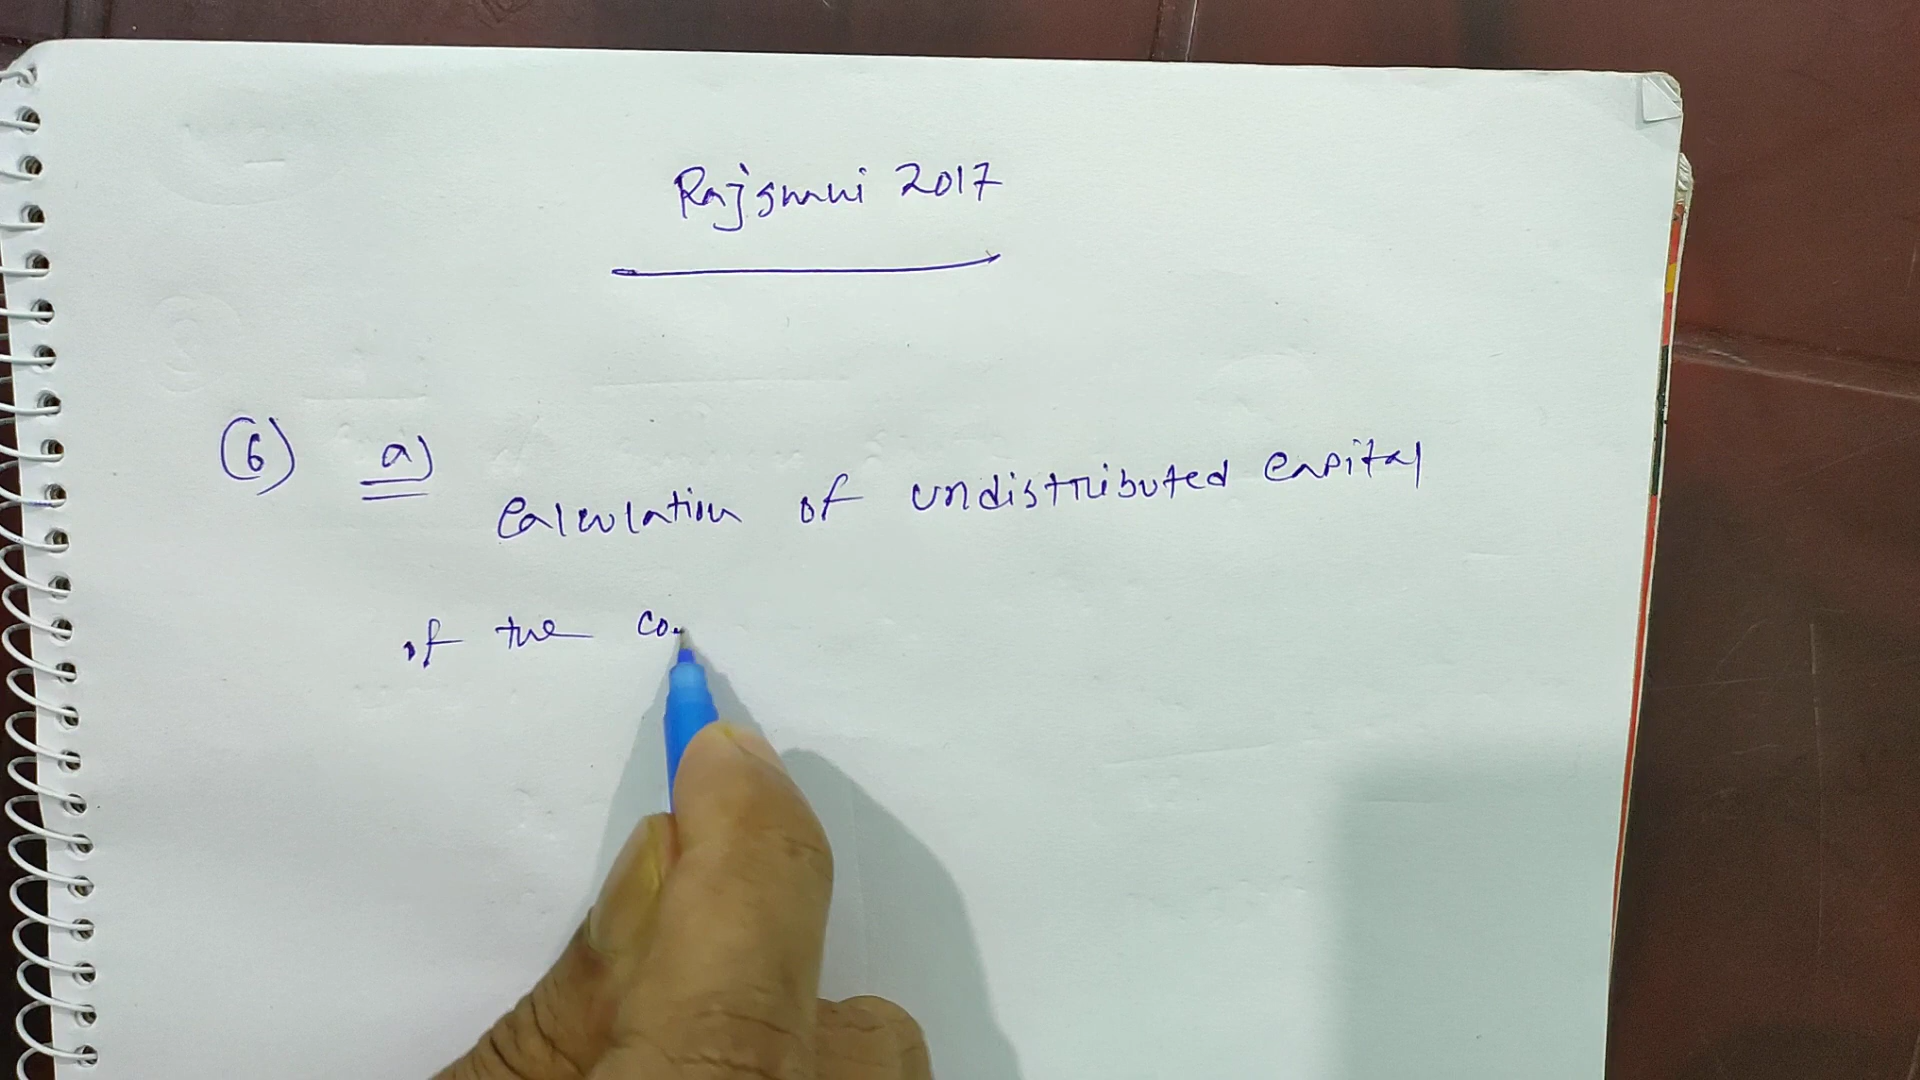 Rajshahi 2017
(6) a)
Calculation of undistributed capital
of the co